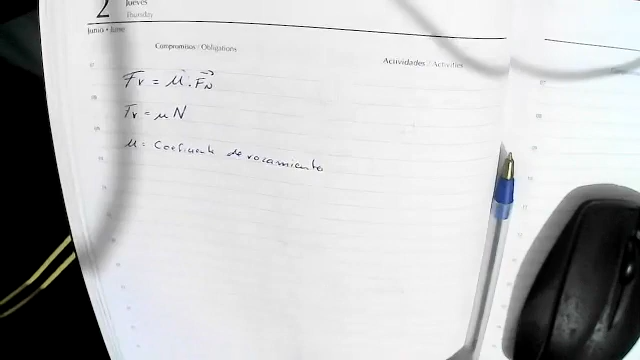 2 Jueves
Thursday
Junio • June
Compromisos / Obligations
Actividades / Activities
Fr = μ · F⃗N
Fr = μ N
μ = Coeficiente de rozamiento